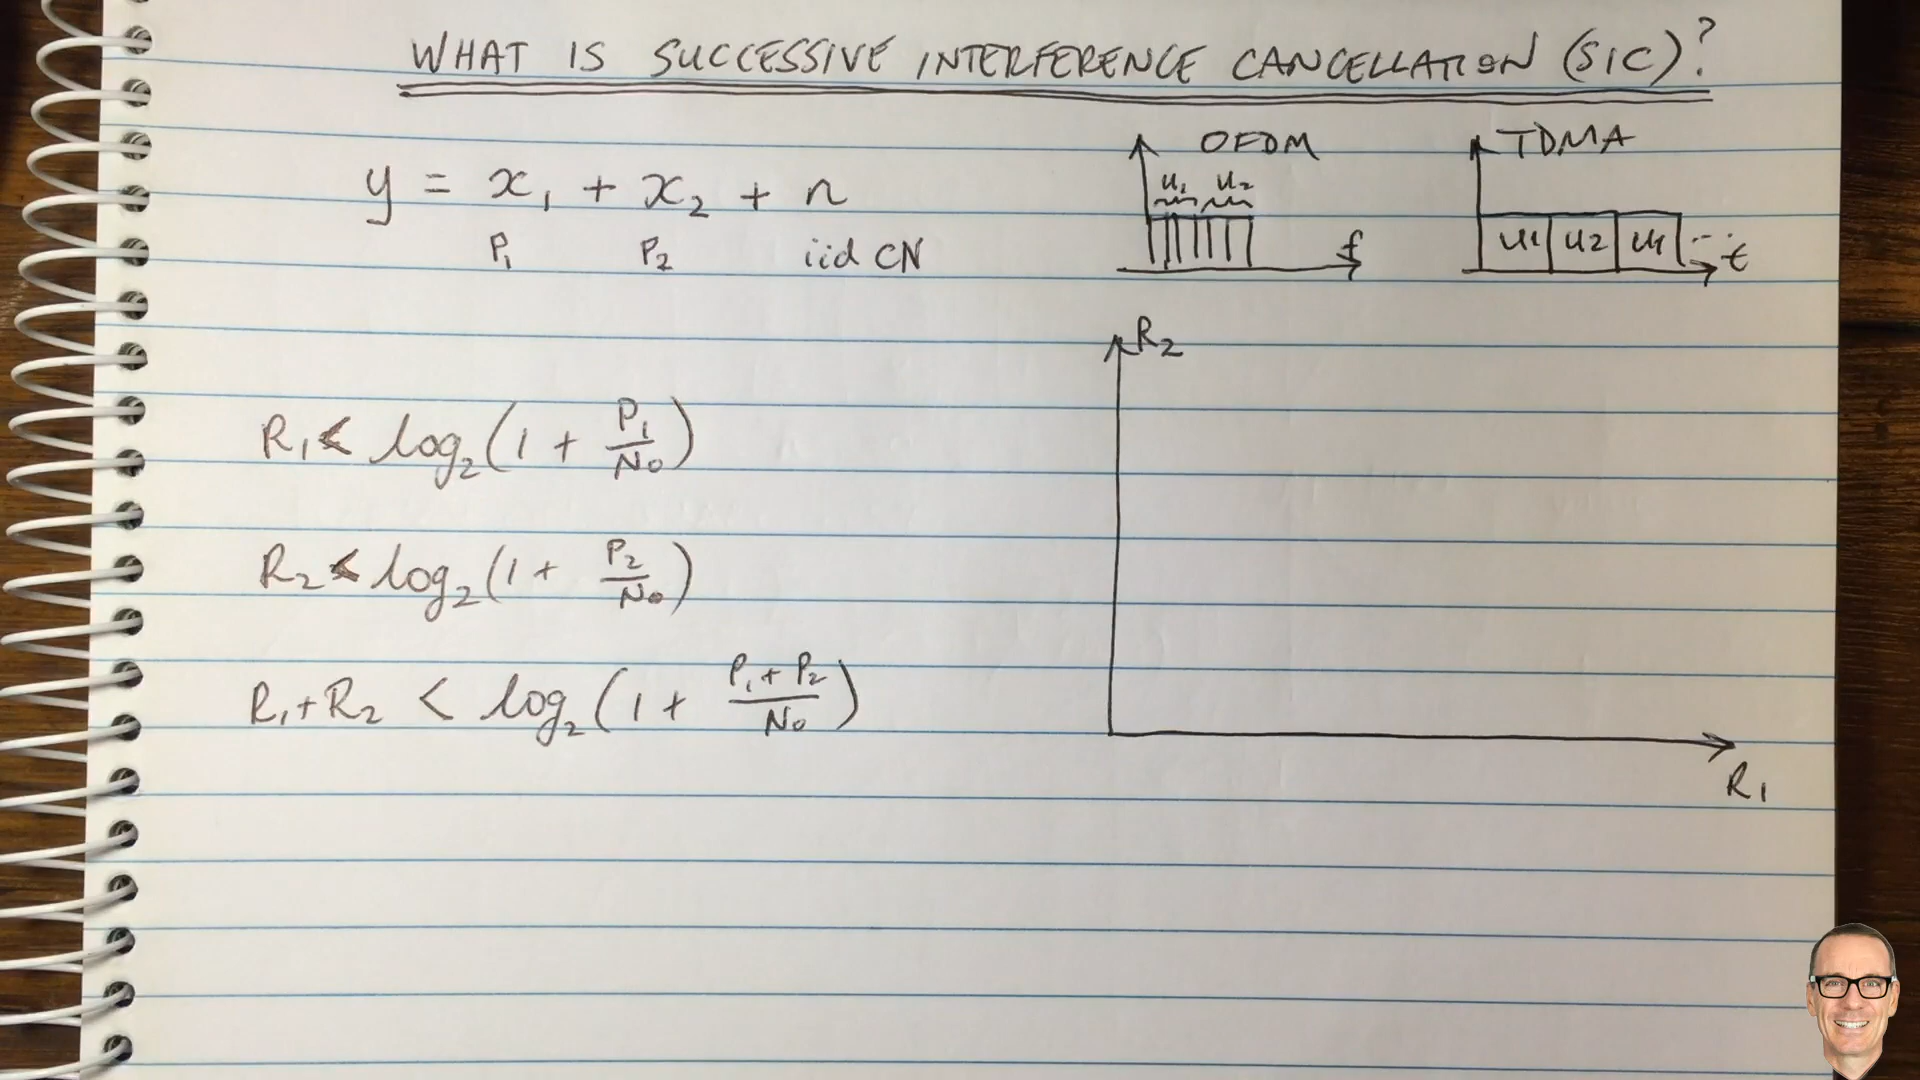 WHAT IS SUCCESSIVE INTERFERENCE CANCELLATION (SIC)?
y = x₁ + x₂ + n
P₁ P₂ iid CN
OFDM
u₁ u₂
f
TDMA
u1 u2 u1 ...
t
R₁ < log₂(1 + P₁/N₀)
R₂ < log₂(1 + P₂/N₀)
R₁+R₂ < log₂(1 + (P₁+P₂)/N₀)
R₂
R₁